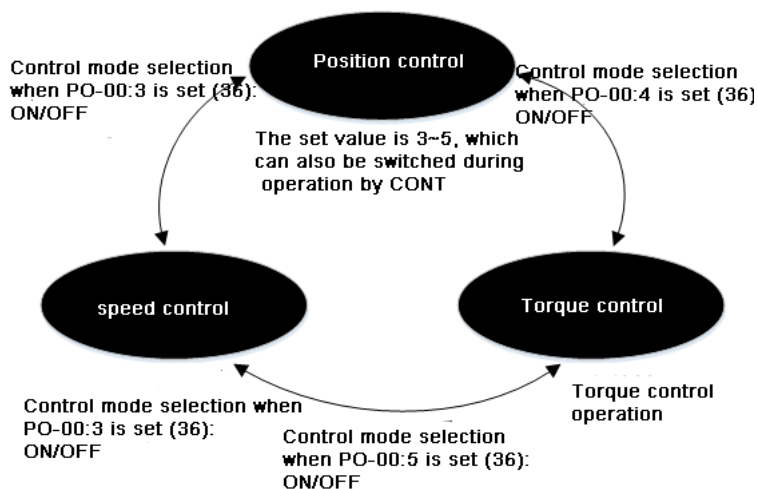 Position control
Control mode selection
when PO-00:3 is set (36):
ON/OFF
Control mode selection
when PO-00:4 is set (36)
ON/OFF
The set value is 3~5, which
can also be switched during
operation by CONT
speed control
Torque control
Control mode selection when
PO-00:3 is set (36):
ON/OFF
Control mode selection
when PO-00:5 is set (36):
ON/OFF
Torque control
operation